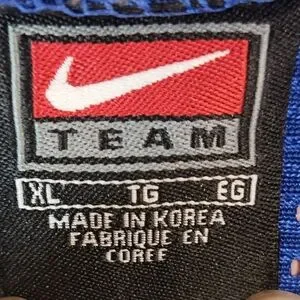 TEAM
XL TG EG
MADE IN KOREA
FABRIQUE EN
COREE